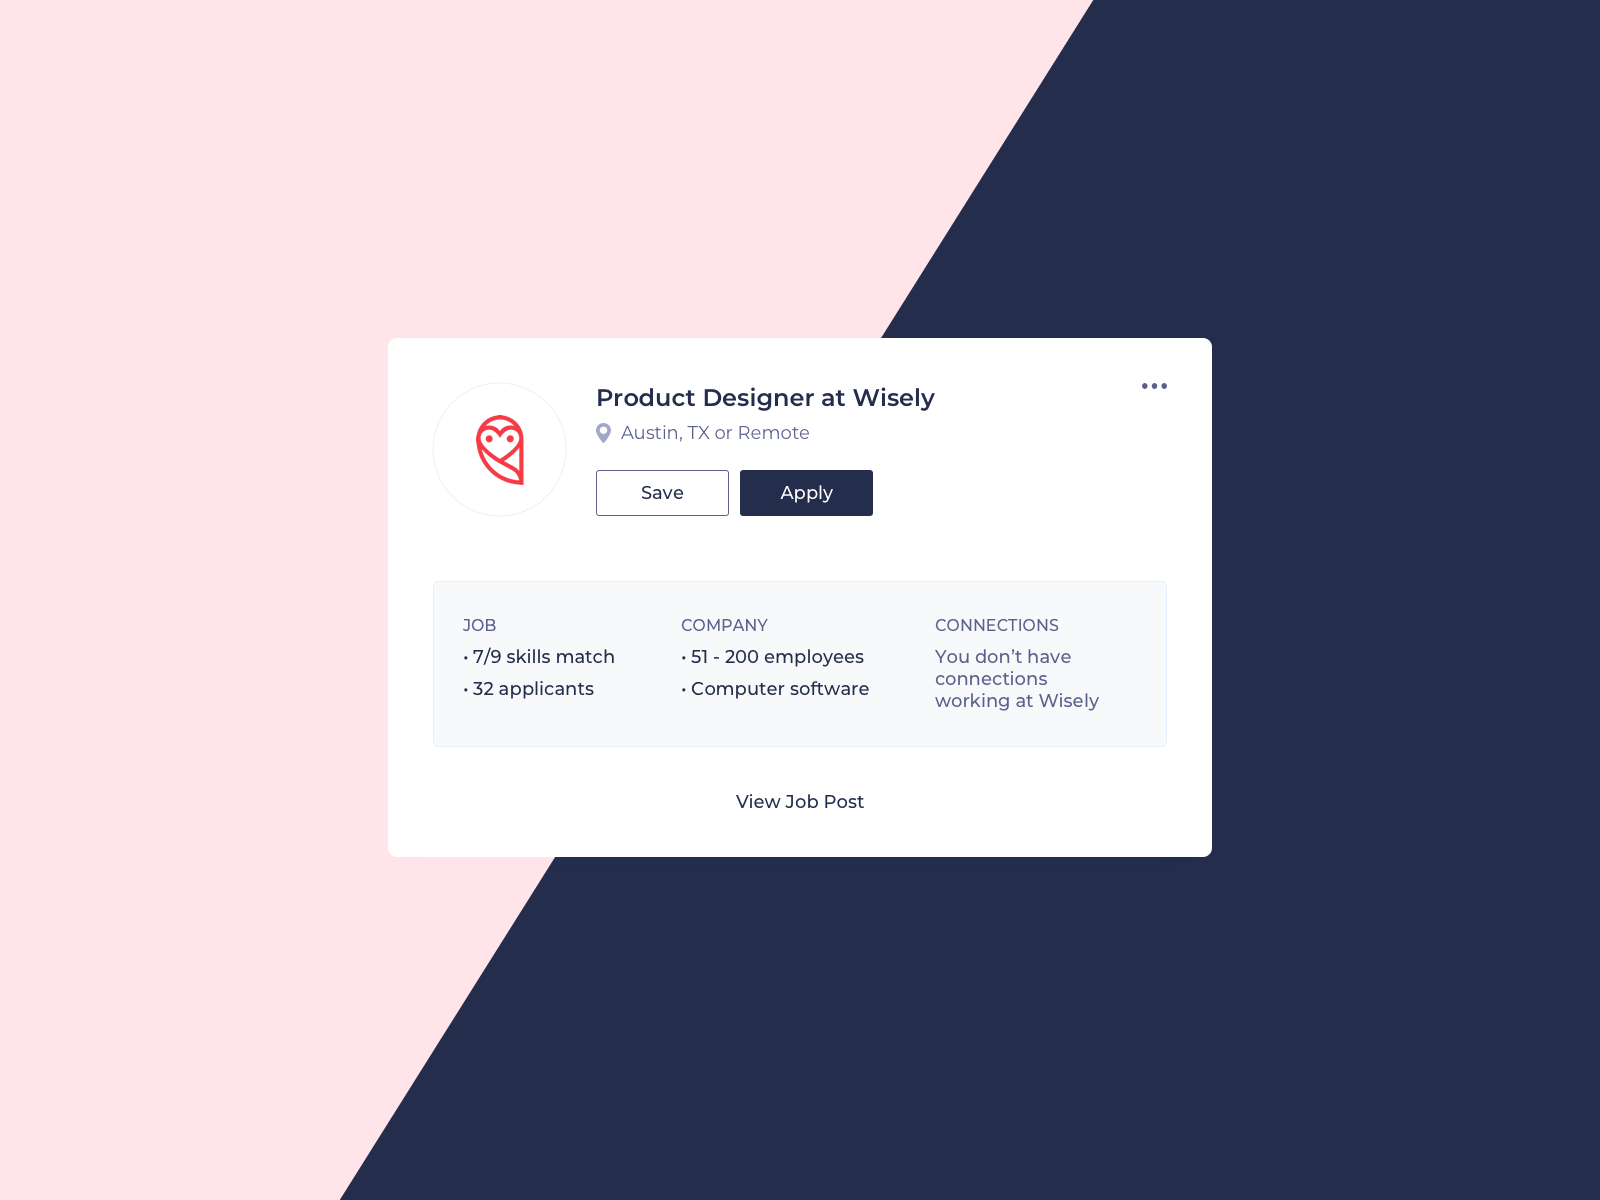 Product Designer at Wisely
Austin, TX or Remote
Save
Apply
JOB
• 7/9 skills match
• 32 applicants
COMPANY
• 51 - 200 employees
• Computer software
CONNECTIONS
You don’t have
connections
working at Wisely
View Job Post